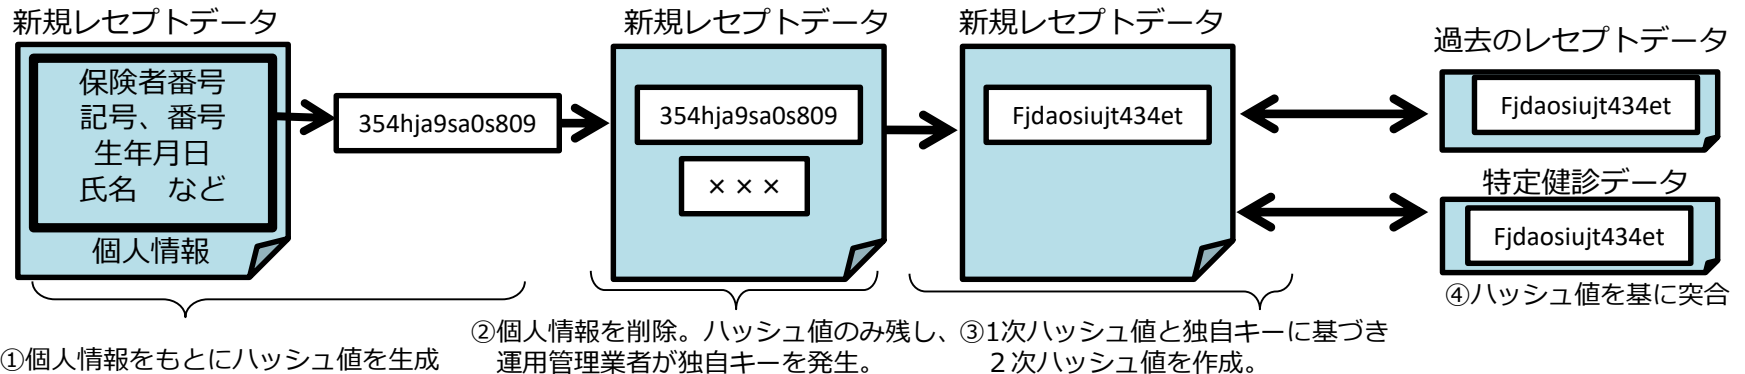 新規レセプトデータ
保険者番号
記号、番号
生年月日
氏名　など
個人情報
354hja9sa0s809
①個人情報をもとにハッシュ値を生成
新規レセプトデータ
354hja9sa0s809
×××
②個人情報を削除。ハッシュ値のみ残し、
運用管理業者が独自キーを発生。
新規レセプトデータ
Fjdaosiujt434et
③1次ハッシュ値と独自キーに基づき
２次ハッシュ値を作成。
過去のレセプトデータ
Fjdaosiujt434et
特定健診データ
Fjdaosiujt434et
④ハッシュ値を基に突合